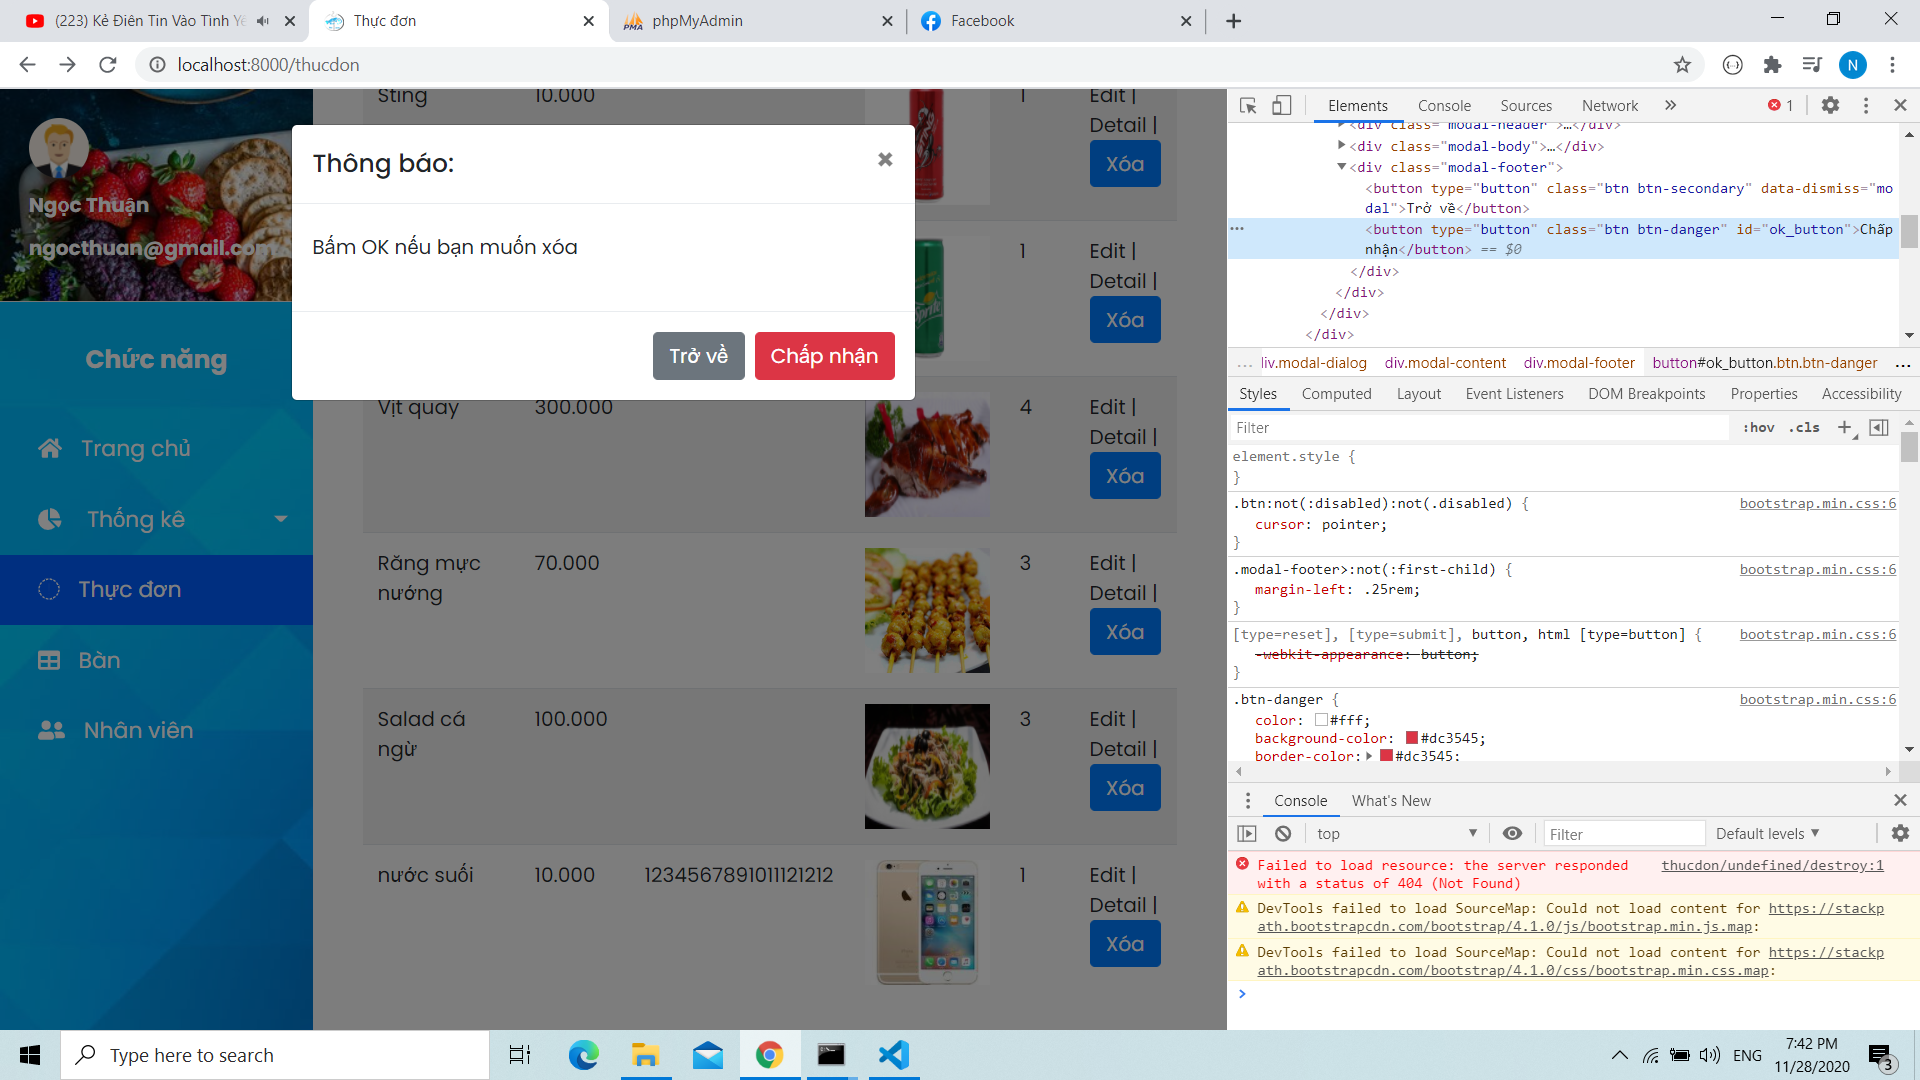 (223) Kẻ Điên Tin Vào Tình Yê
Thực đơn
phpMyAdmin
Facebook
localhost:8000/thucdon
N
Ngọc Thuận
ngocthuan@gmail.com
Chức năng
Trang chủ
Thống kê
Thực đơn
Bàn
Nhân viên
Sting 10.000 1 Edit |
Detail |
Xóa
1 Edit |
Detail |
Xóa
Thông báo:
Bấm OK nếu bạn muốn xóa
Trở về Chấp nhận
Vịt quay 300.000 4 Edit |
Detail |
Xóa
Răng mực 70.000 3 Edit |
nướng Detail |
Xóa
Salad cá 100.000 3 Edit |
ngừ Detail |
Xóa
nước suối 10.000 1234567891011121212 1 Edit |
Detail |
Xóa
Elements Console Sources Network » 1
<div class="modal-header">…</div>
<div class="modal-body">…</div>
<div class="modal-footer">
<button type="button" class="btn btn-secondary" data-dismiss="mo
dal">Trở về</button>
<button type="button" class="btn btn-danger" id="ok_button">Chấp
nhận</button> == $0
</div>
</div>
</div>
</div>
... liv.modal-dialog div.modal-content div.modal-footer button#ok_button.btn.btn-danger ...
Styles Computed Layout Event Listeners DOM Breakpoints Properties Accessibility
Filter :hov .cls +
element.style {
}
.btn:not(:disabled):not(.disabled) { bootstrap.min.css:6
cursor: pointer;
}
.modal-footer>:not(:first-child) { bootstrap.min.css:6
margin-left: .25rem;
}
[type=reset], [type=submit], button, html [type=button] { bootstrap.min.css:6
-webkit-appearance: button;
}
.btn-danger { bootstrap.min.css:6
color: #fff;
background-color: #dc3545;
border-color: #dc3545;
Console What's New
top Filter Default levels
Failed to load resource: the server responded thucdon/undefined/destroy:1
with a status of 404 (Not Found)
DevTools failed to load SourceMap: Could not load content for https://stackp
ath.bootstrapcdn.com/bootstrap/4.1.0/js/bootstrap.min.js.map:
DevTools failed to load SourceMap: Could not load content for https://stackp
ath.bootstrapcdn.com/bootstrap/4.1.0/css/bootstrap.min.css.map:
Type here to search
ENG
7:42 PM
11/28/2020
3